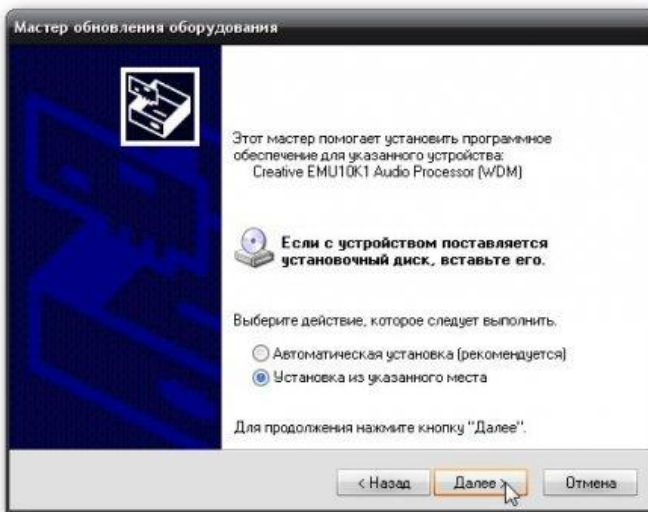 Мастер обновления оборудования
Этот мастер помогает установить программное
обеспечение для указанного устройства:
Creative EMU10K1 Audio Processor (WDM)
Если с устройством поставляется
установочный диск, вставьте его.
Выберите действие, которое следует выполнить.
Автоматическая установка (рекомендуется)
Установка из указанного места
Для продолжения нажмите кнопку "Далее".
< Назад Далее > Отмена